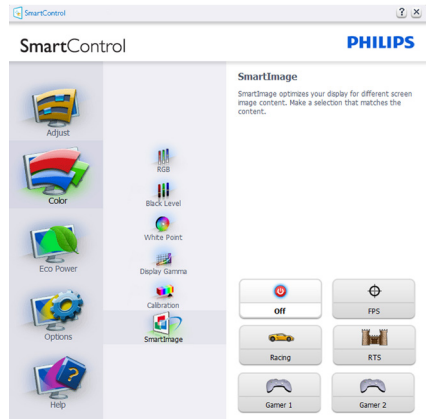 SmartControl
SmartControl
PHILIPS
Adjust
Color
Eco Power
Options
Help
RGB
Black Level
White Point
Display Gamma
Calibration
SmartImage
SmartImage
SmartImage optimizes your display for different screen
image content. Make a selection that matches the
content.
Off
FPS
Racing
RTS
Gamer 1
Gamer 2